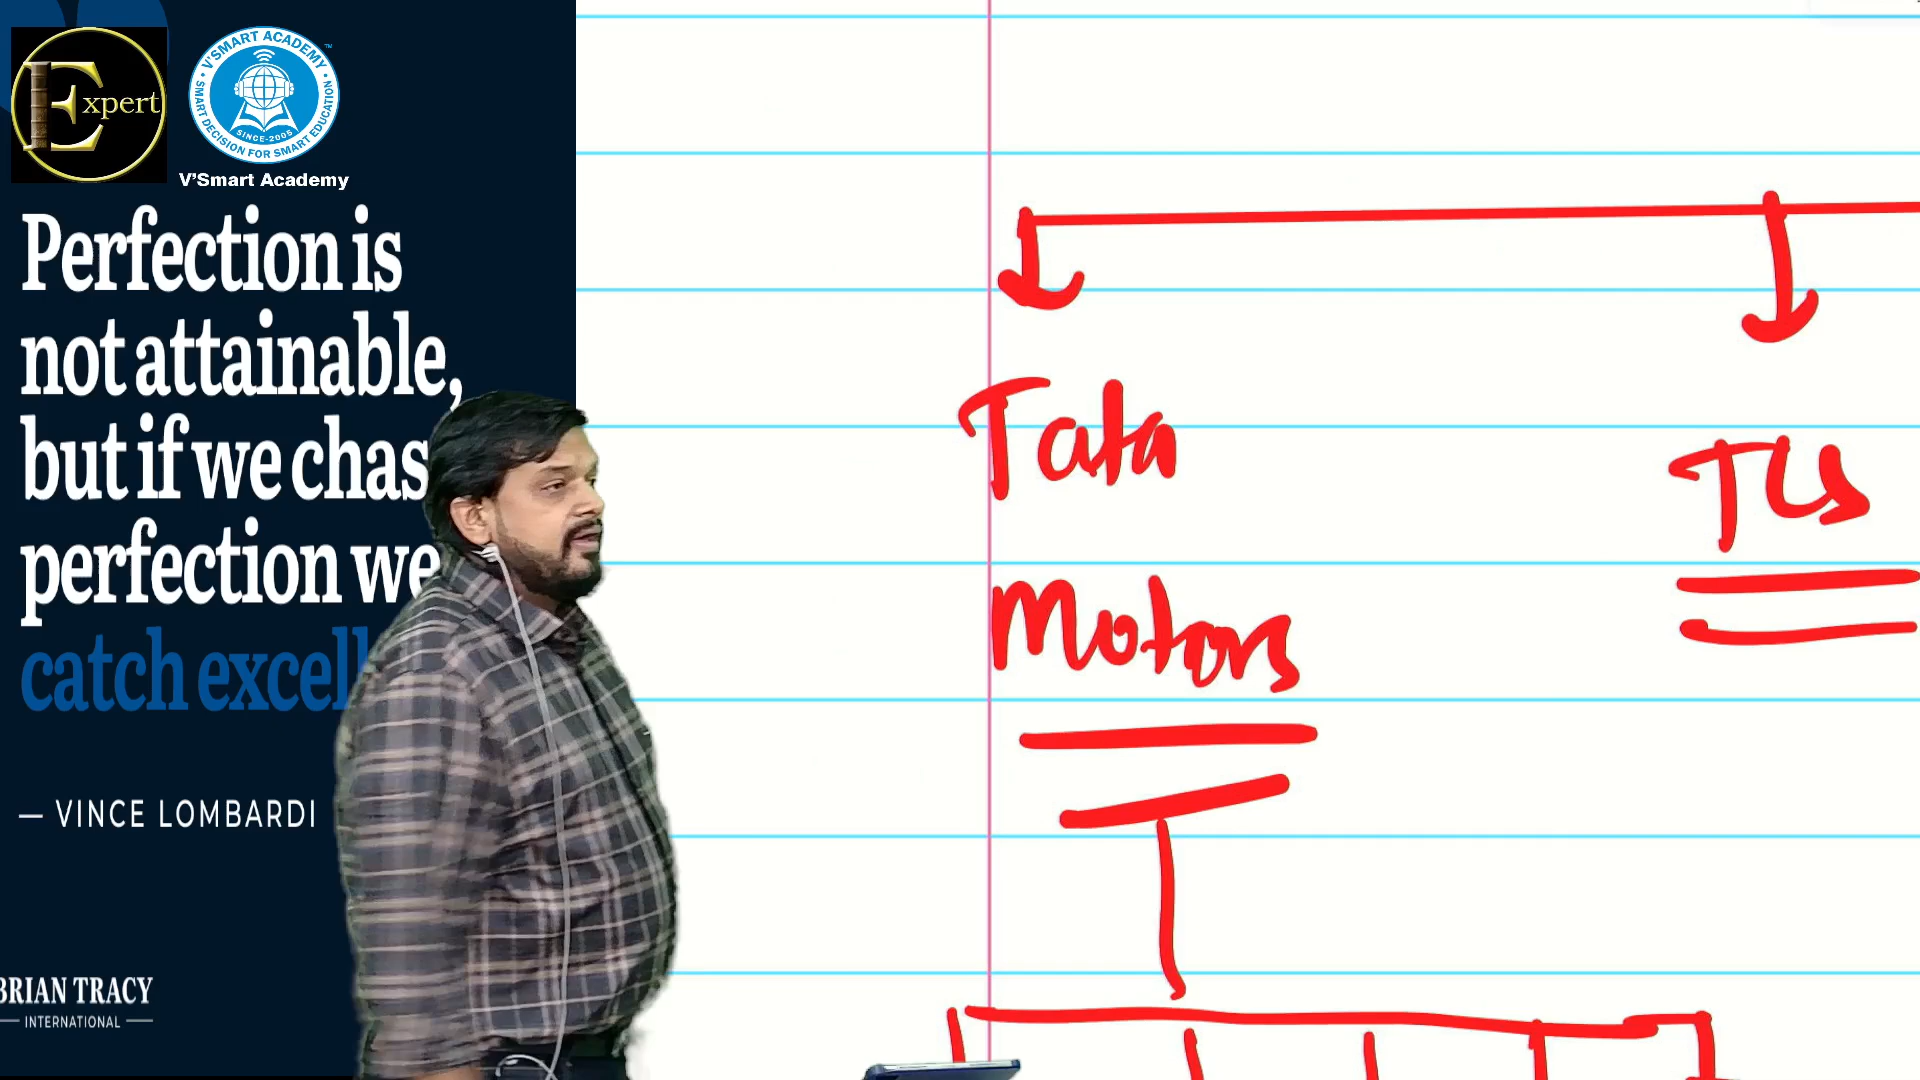 Expert
V'SMART ACADEMY
TM
SINCE-2005
SMART DECISION FOR SMART EDUCATION
V'Smart Academy
Perfection is
not attainable,
but if we chas
perfection we
catch excell
— VINCE LOMBARDI
BRIAN TRACY
INTERNATIONAL
Tata
Motors
TCS